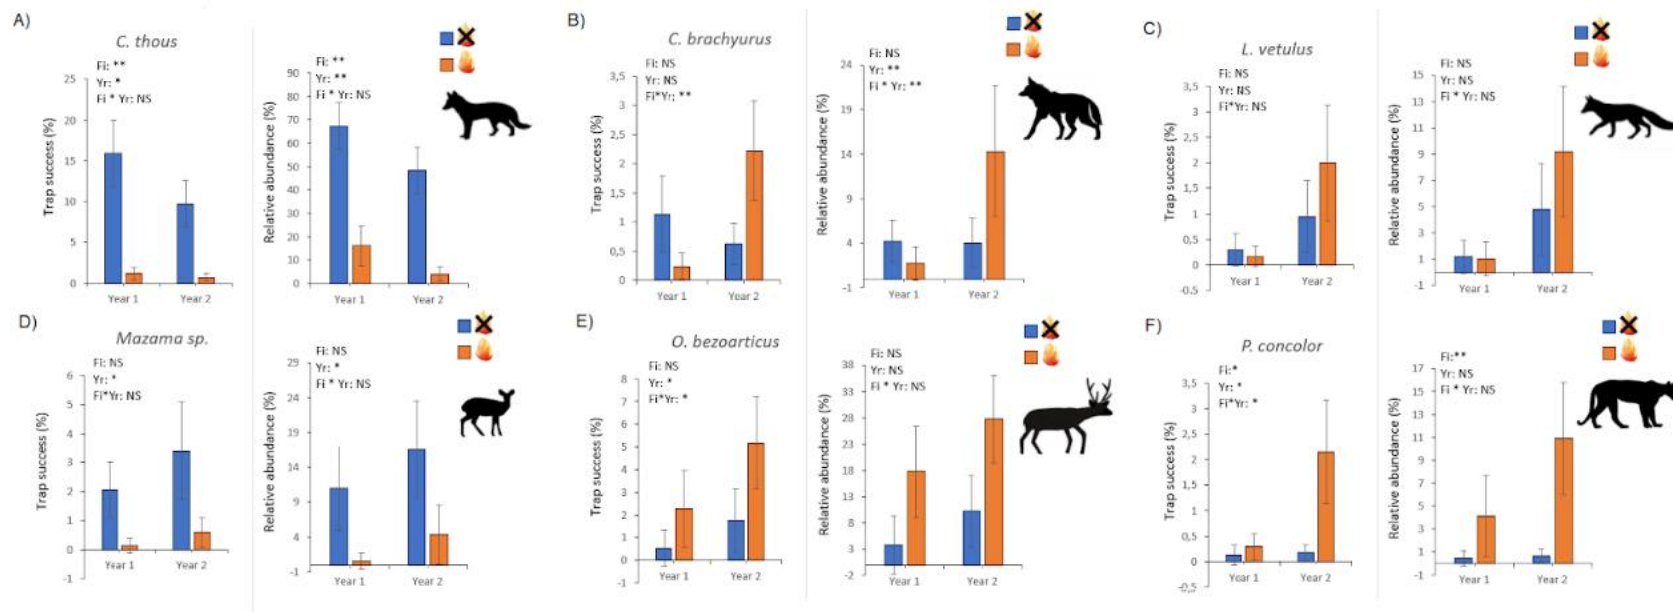 A)
C. thous
Fi: **
Yr: *
Fi * Yr: NS
Trap success (%)
25
20
15
10
5
0
Year 1
Year 2
Fi: **
Yr: **
Fi * Yr: NS
Relative abundance (%)
90
80
70
60
50
40
30
20
10
0
Year 1
Year 2
B)
C. brachyurus
Fi: NS
Yr: NS
Fi*Yr: **
Trap success (%)
3,5
3
2,5
2
1,5
1
0,5
0
Year 1
Year 2
Fi: NS
Yr: **
Fi * Yr: **
Relative abundance (%)
24
19
14
9
4
-1
Year 1
Year 2
C)
L. vetulus
Fi: NS
Yr: NS
Fi*Yr: NS
Trap success (%)
3,5
3
2,5
2
1,5
1
0,5
0
-0.5
Year 1
Year 2
Fi: NS
Yr: NS
Fi * Yr: NS
Relative abundance (%)
15
13
11
9
7
5
3
1
-1
Year 1
Year 2
D)
Mazama sp.
Fi: NS
Yr: *
Fi*Yr: NS
Trap success (%)
6
5
4
3
2
1
0
-1
Year 1
Year 2
Fi: NS
Yr: *
Fi * Yr: NS
Relative abundance (%)
29
24
19
14
9
4
-1
Year 1
Year 2
E)
O. bezoarticus
Fi: NS
Yr: *
Fi*Yr: *
Trap success (%)
8
7
6
5
4
3
2
1
0
-1
Year 1
Year 2
Fi: NS
Yr: NS
Fi * Yr: NS
Relative abundance (%)
38
33
28
23
18
13
8
3
-2
Year 1
Year 2
F)
P. concolor
Fi:*
Yr: *
Fi*Yr: *
Trap success (%)
3,5
3
2,5
2
1,5
1
0,5
0
-0,5
Year 1
Year 2
Fi:**
Yr: NS
Fi * Yr: NS
Relative abundance (%)
17
15
13
11
9
7
5
3
1
-1
Year 1
Year 2